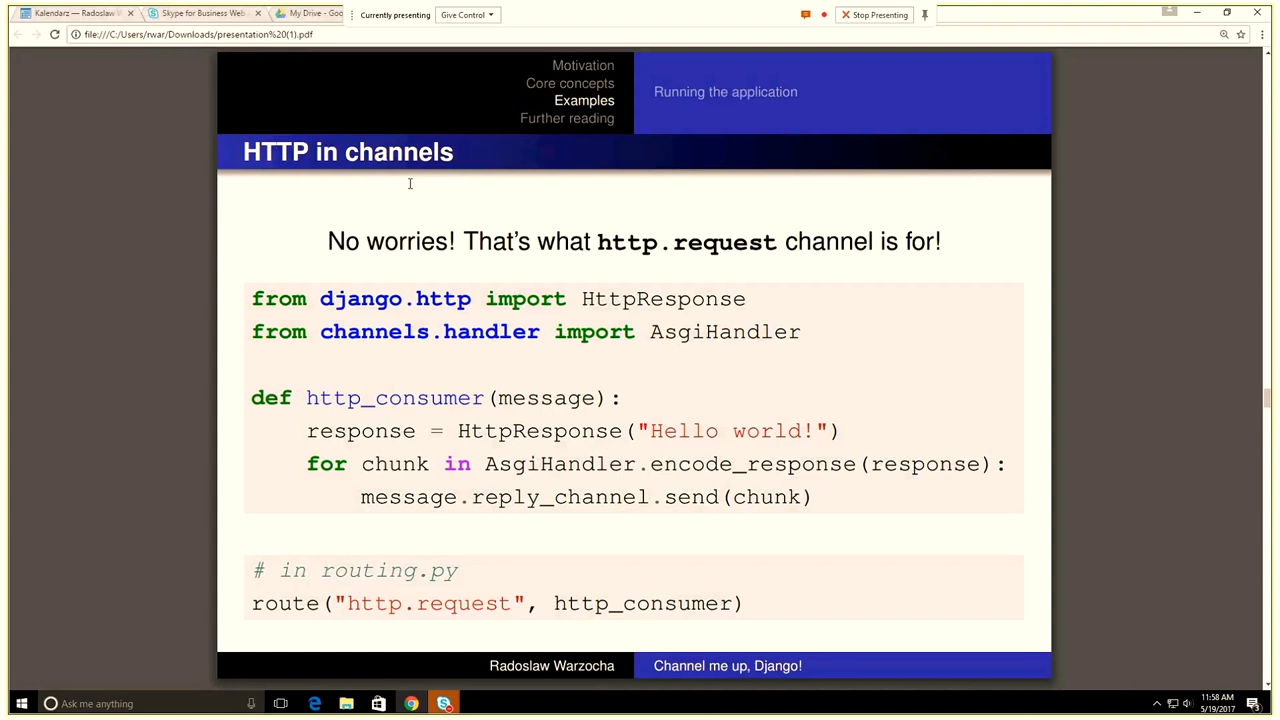 Kalendarz — Radoslaw W
Skype for Business Web
My Drive - Goo
Currently presenting
Give Control
Stop Presenting
file:///C:/Users/rwar/Downloads/presentation%20(1).pdf
Motivation
Core concepts
Examples
Further reading
Running the application
HTTP in channels
No worries! That's what http.request channel is for!
from django.http import HttpResponse
from channels.handler import AsgiHandler
def http_consumer(message):
response = HttpResponse("Hello world!")
for chunk in AsgiHandler.encode_response(response):
message.reply_channel.send(chunk)
# in routing.py
route("http.request", http_consumer)
Radoslaw Warzocha
Channel me up, Django!
Ask me anything
11:58 AM
5/19/2017